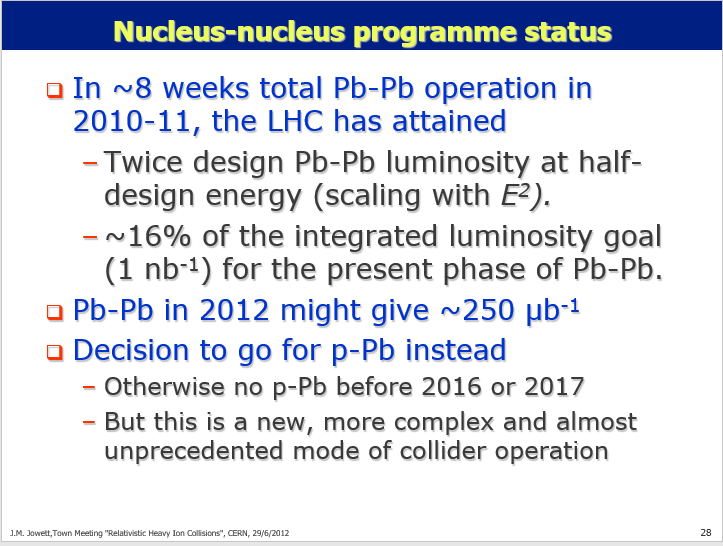 Nucleus-nucleus programme status
❑ In ~8 weeks total Pb-Pb operation in
2010-11, the LHC has attained
– Twice design Pb-Pb luminosity at half-
design energy (scaling with E²).
– ~16% of the integrated luminosity goal
(1 nb⁻¹) for the present phase of Pb-Pb.
❑ Pb-Pb in 2012 might give ~250 μb⁻¹
❑ Decision to go for p-Pb instead
– Otherwise no p-Pb before 2016 or 2017
– But this is a new, more complex and almost
unprecedented mode of collider operation
J.M. Jowett,Town Meeting "Relativistic Heavy Ion Collisions", CERN, 29/6/2012
28